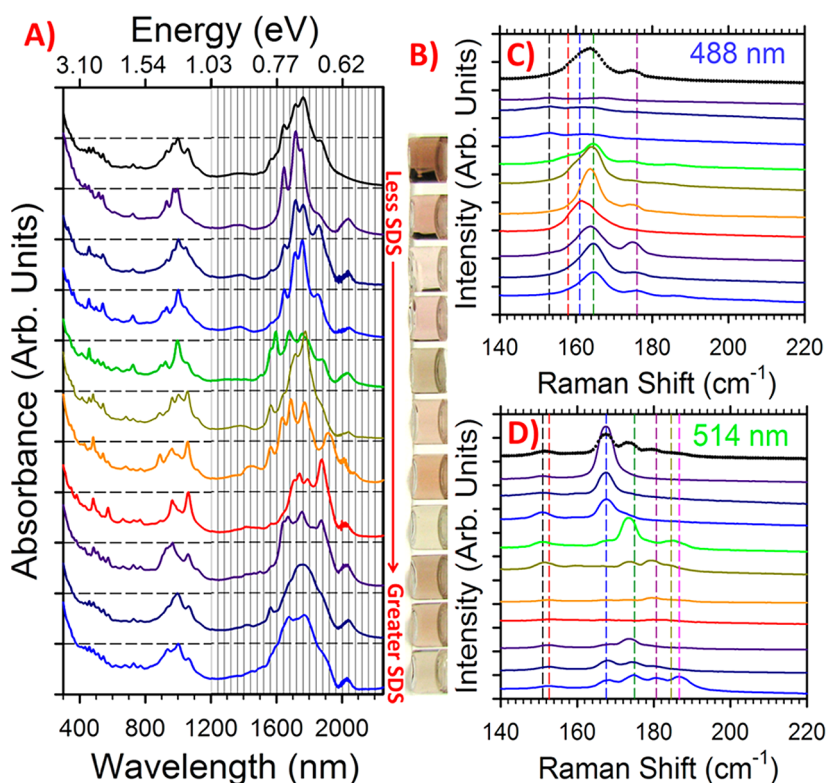 A)
Energy (eV)
3.10 1.54 1.03 0.77 0.62
Absorbance (Arb. Units)
400 800 1200 1600 2000
Wavelength (nm)
Less SDS
Greater SDS
B)
C)
488 nm
Intensity (Arb. Units)
140 160 180 200 220
Raman Shift (cm-1)
D)
514 nm
Intensity (Arb. Units)
140 160 180 200 220
Raman Shift (cm-1)